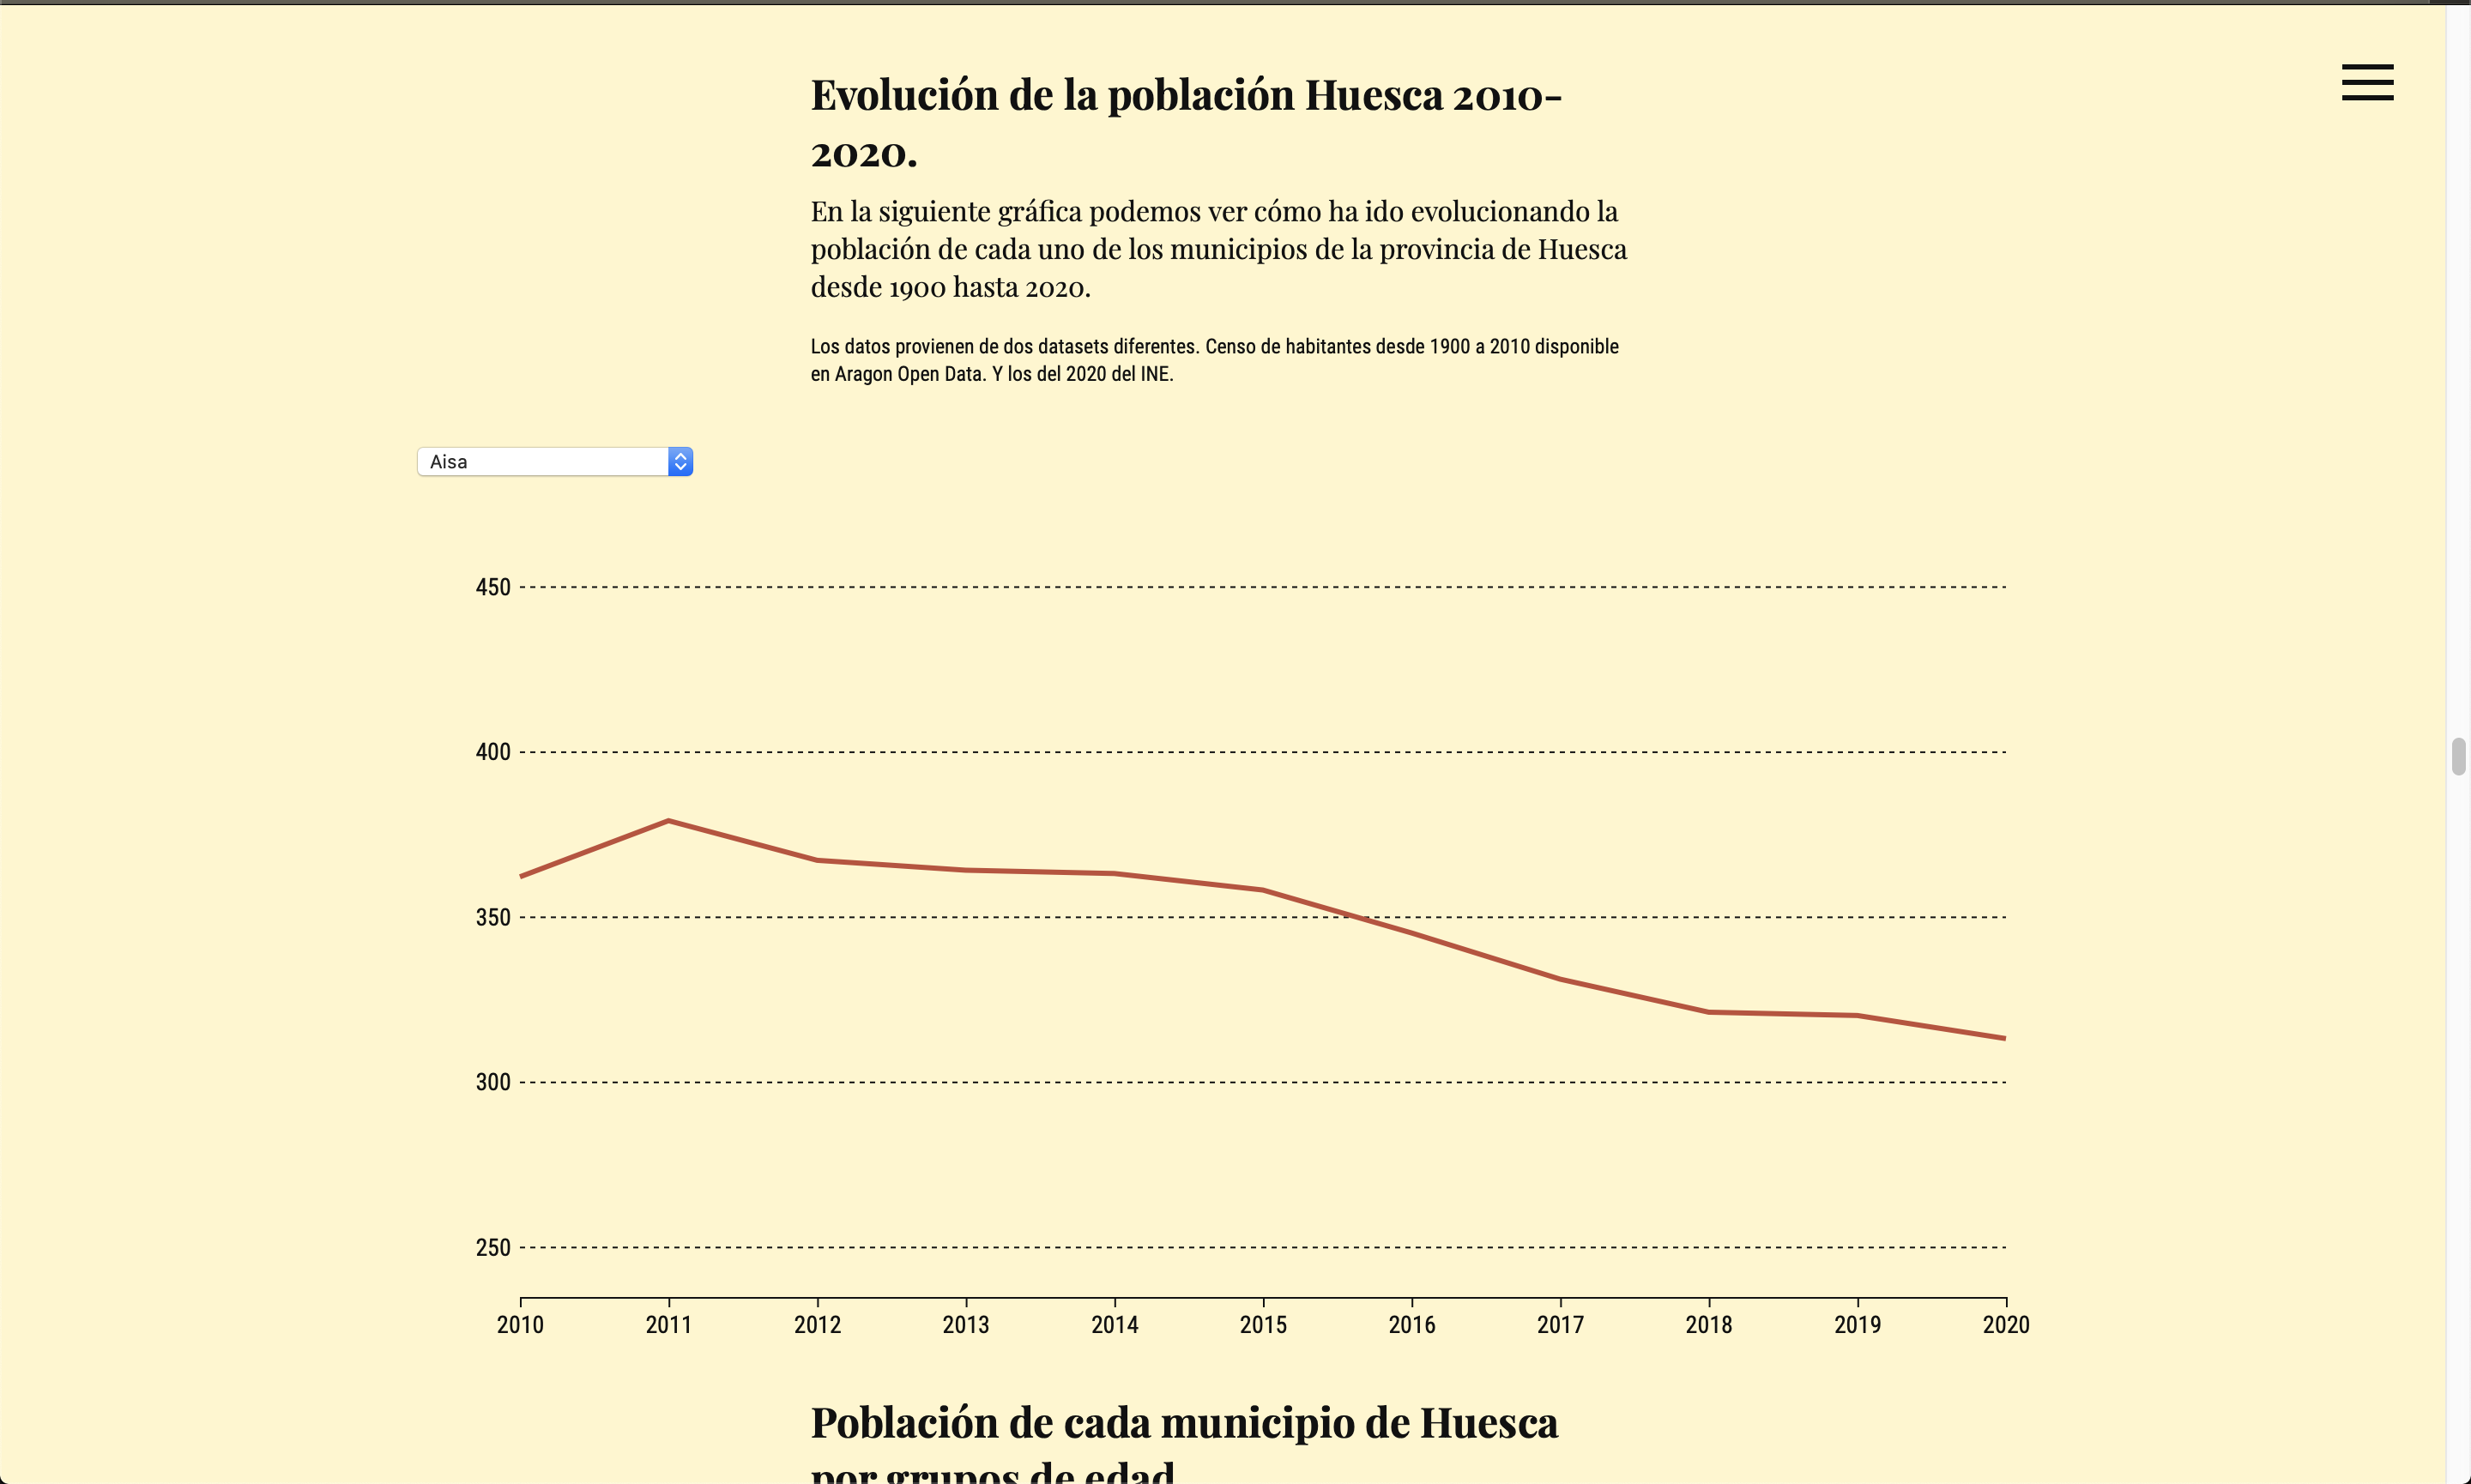 Evolución de la población Huesca 2010-
2020.
En la siguiente gráfica podemos ver cómo ha ido evolucionando la
población de cada uno de los municipios de la provincia de Huesca
desde 1900 hasta 2020.
Los datos provienen de dos datasets diferentes. Censo de habitantes desde 1900 a 2010 disponible
en Aragon Open Data. Y los del 2020 del INE.
Aisa
450
400
350
300
250
2010 2011 2012 2013 2014 2015 2016 2017 2018 2019 2020
Población de cada municipio de Huesca
por grupos de edad